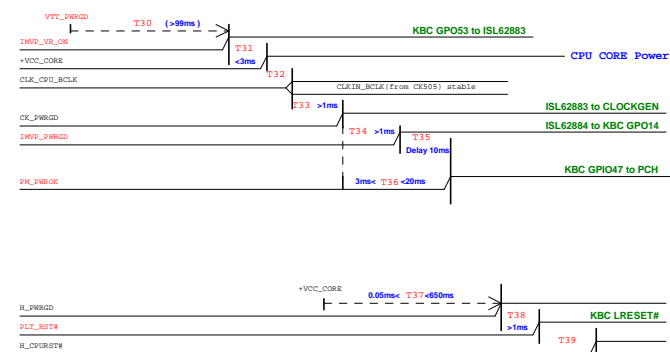 VTT_PWRGD
T30 (>99ms)
KBC GPO53 to ISL62883
IMVP_VR_ON
T31
<3ms
+VCC_CORE
CPU CORE Power
T32
CLK_CPU_BCLK
CLKIN_BCLK(from CK505) stable
T33 >1ms
ISL62883 to CLOCKGEN
CK_PWRGD
T34 >1ms
ISL62884 to KBC GPO14
IMVP_PWRGD
T35
Delay 10ms
KBC GPIO47 to PCH
PM_PWROK
3ms< T36 <20ms
+VCC_CORE
0.05ms< T37 <650ms
H_PWRGD
T38
KBC LRESET#
PLT_RST#
>1ms
T39
H_CPURST#